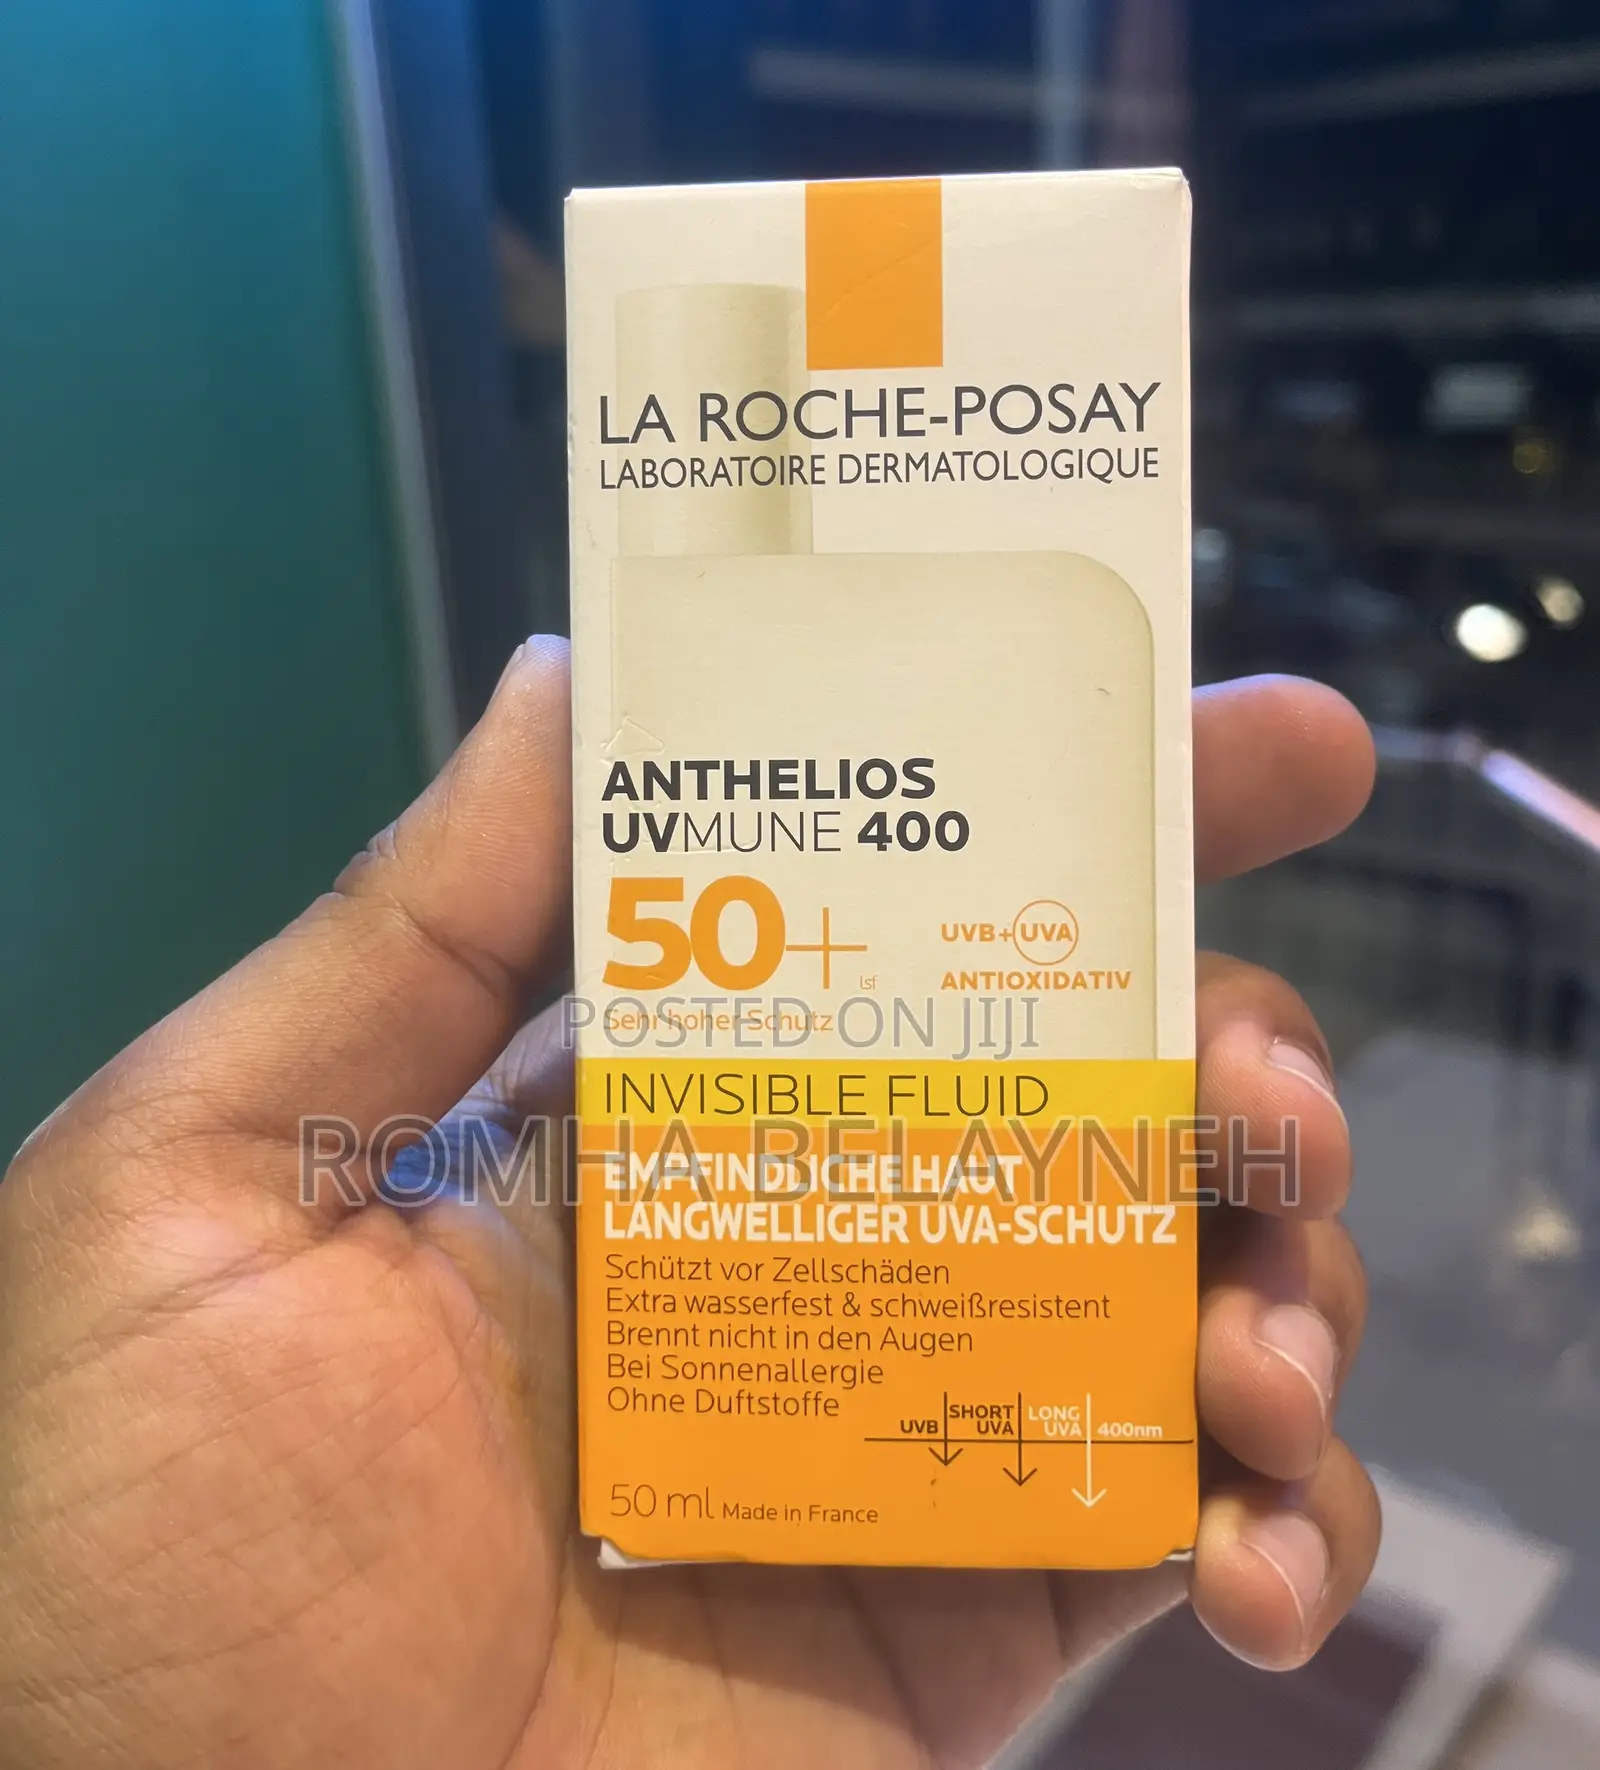 LA ROCHE-POSAY
LABORATOIRE DERMATOLOGIQUE
ANTHELIOS
UVMUNE 400
50+ lsf
UVB+UVA
ANTIOXIDATIV
Sehr hoher Schutz
POSTED ON JIJI
INVISIBLE FLUID
ROMHA BELAYNEH
EMPFINDLICHE HAUT
LANGWELLIGER UVA-SCHUTZ
Schützt vor Zellschäden
Extra wasserfest & schweißresistent
Brennt nicht in den Augen
Bei Sonnenallergie
Ohne Duftstoffe
UVB
SHORT
UVA
LONG
UVA
400nm
50 ml Made in France